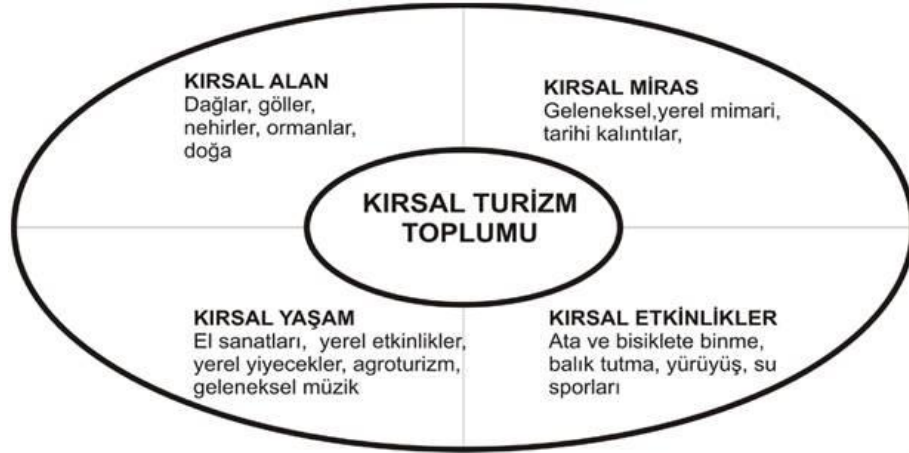 KIRSAL ALAN
Dağlar, göller,
nehirler, ormanlar,
doğa
KIRSAL MİRAS
Geleneksel,yerel mimari,
tarihi kalıntılar,
KIRSAL TURİZM
TOPLUMU
KIRSAL YAŞAM
El sanatları, yerel etkinlikler,
yerel yiyecekler, agroturizm,
geleneksel müzik
KIRSAL ETKİNLİKLER
Ata ve bisiklete binme,
balık tutma, yürüyüş, su
sporları